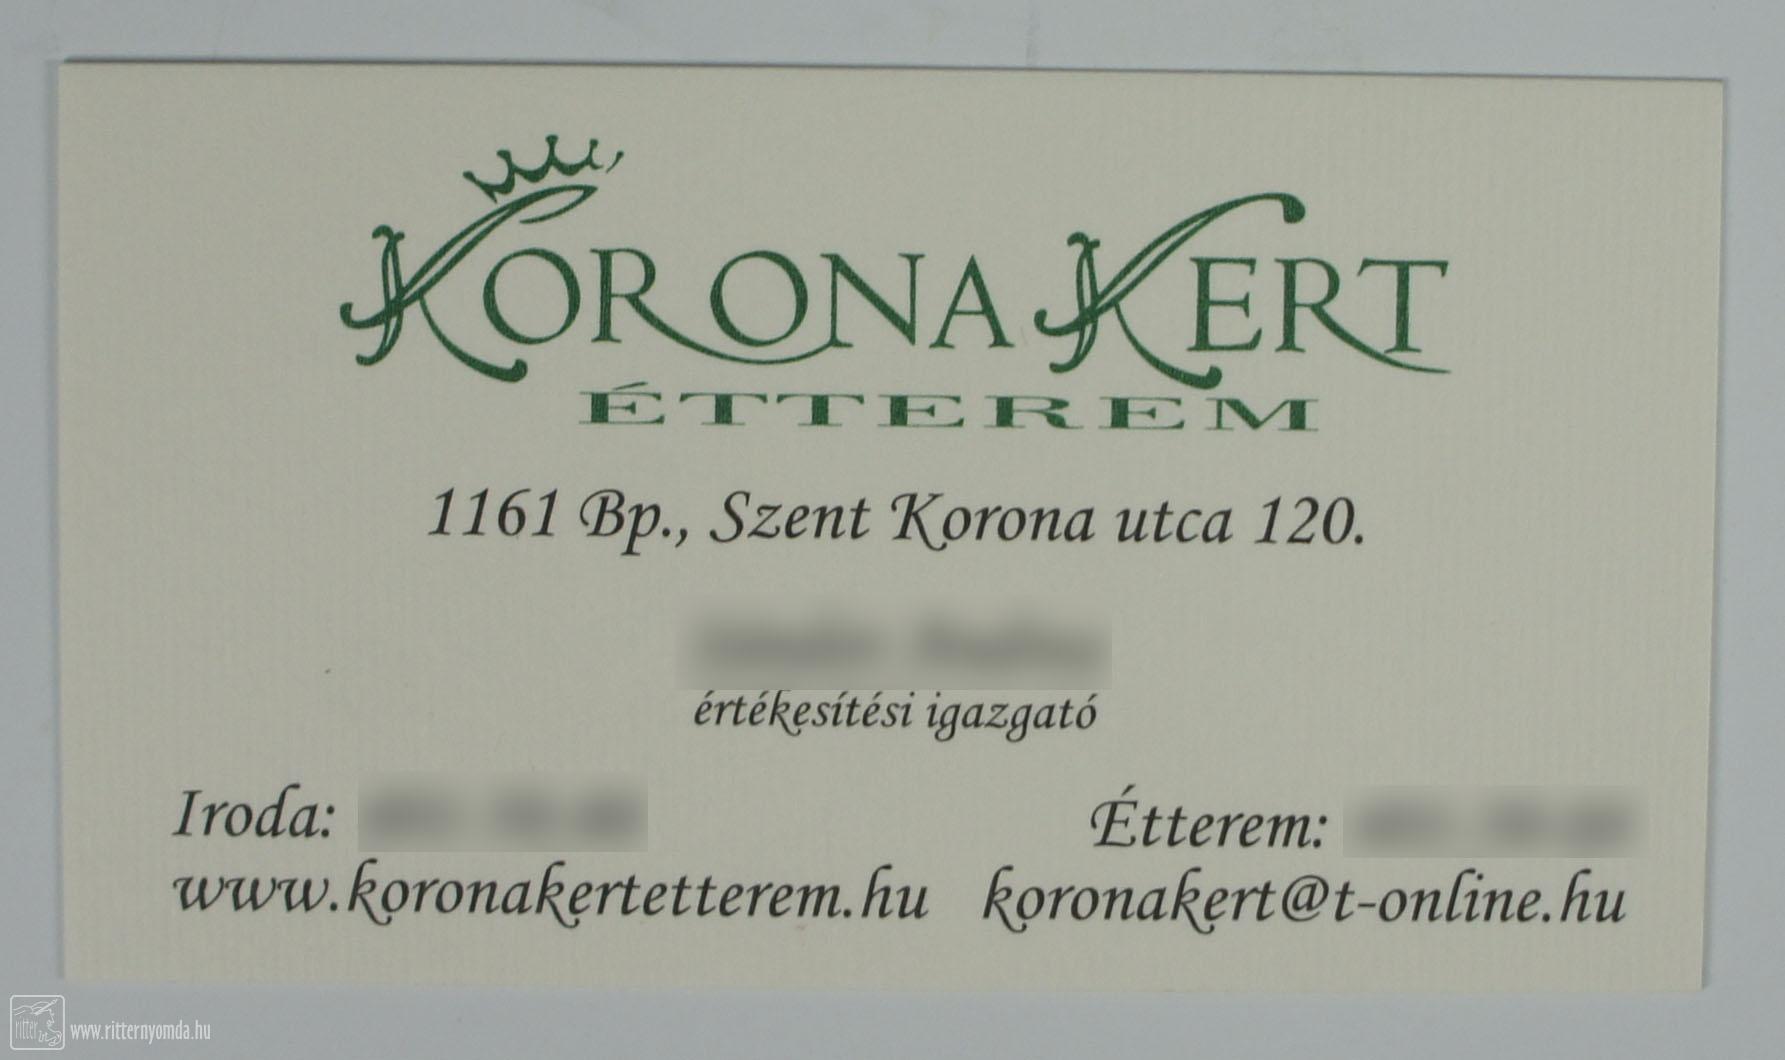 KORONA KERT
ÉTTEREM
1161 Bp., Szent Korona utca 120.
értékesítési igazgató
Iroda: Étterem:
www.koronakertetterem.hu koronakert@t-online.hu
ritter www.ritternyomda.hu